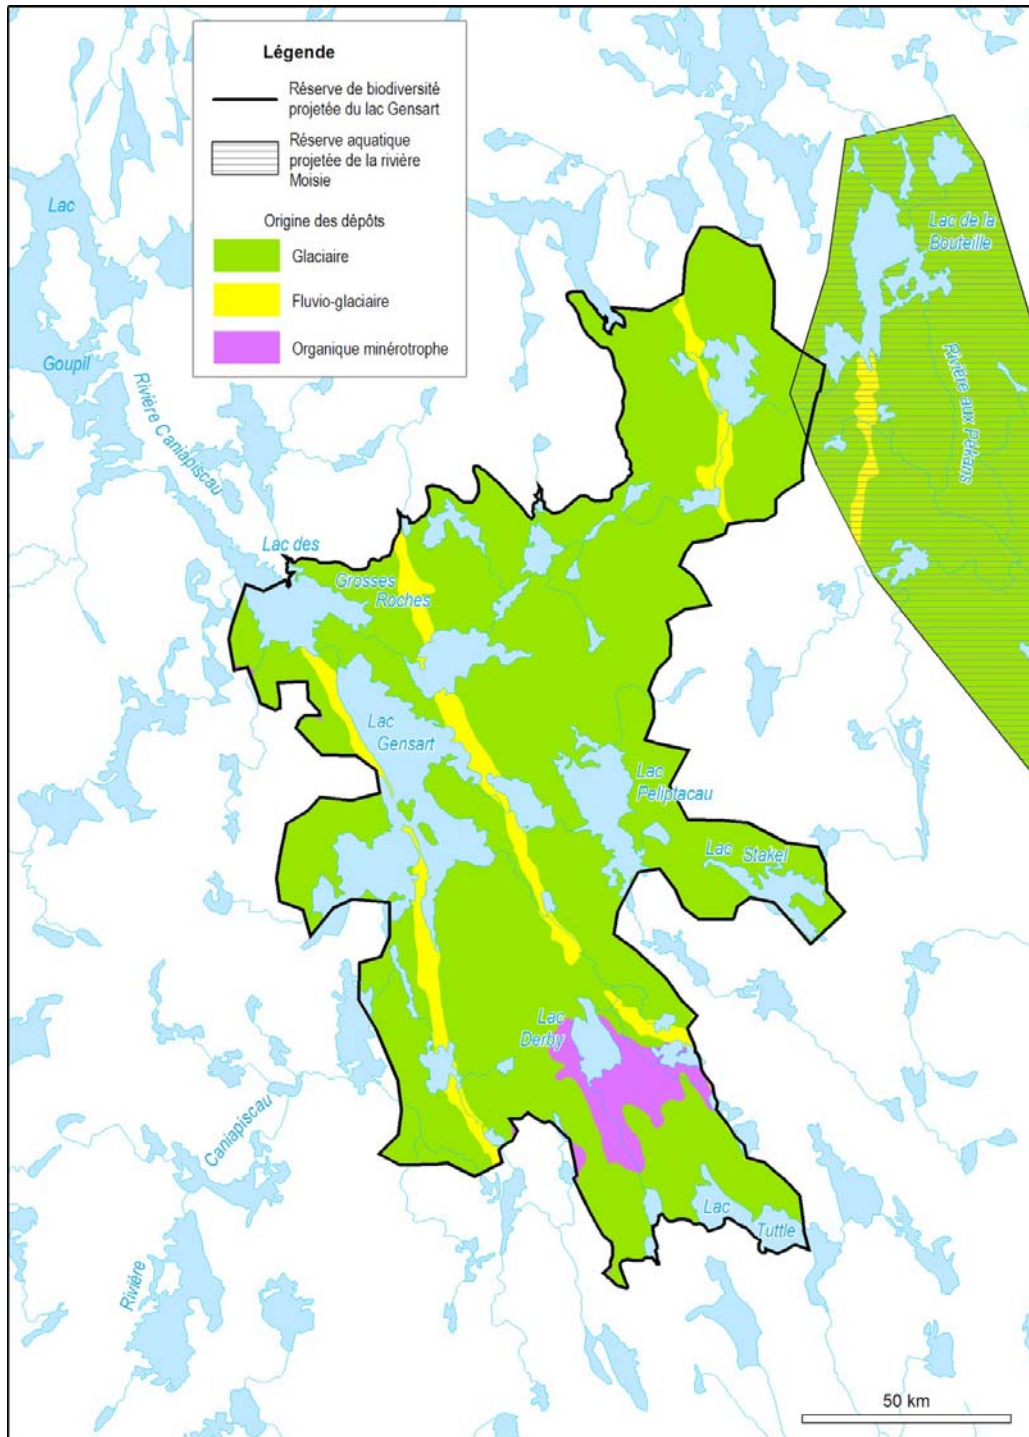 Légende
Réserve de biodiversité
projetée du lac Gensart
Réserve aquatique
projetée de la rivière
Moisie
Origine des dépôts
Glaciaire
Fluvio-glaciaire
Organique minérotrophe
Lac
Goupil
Rivière Caniapiscau
Lac de la
Bouteille
Rivière aux Pékans
Lac des
Grosses
Roches
Lac
Gensart
Lac
Peliptacau
Lac Stakel
Lac
Derby
Caniapiscau
Rivière
Lac
Tuttle
50 km